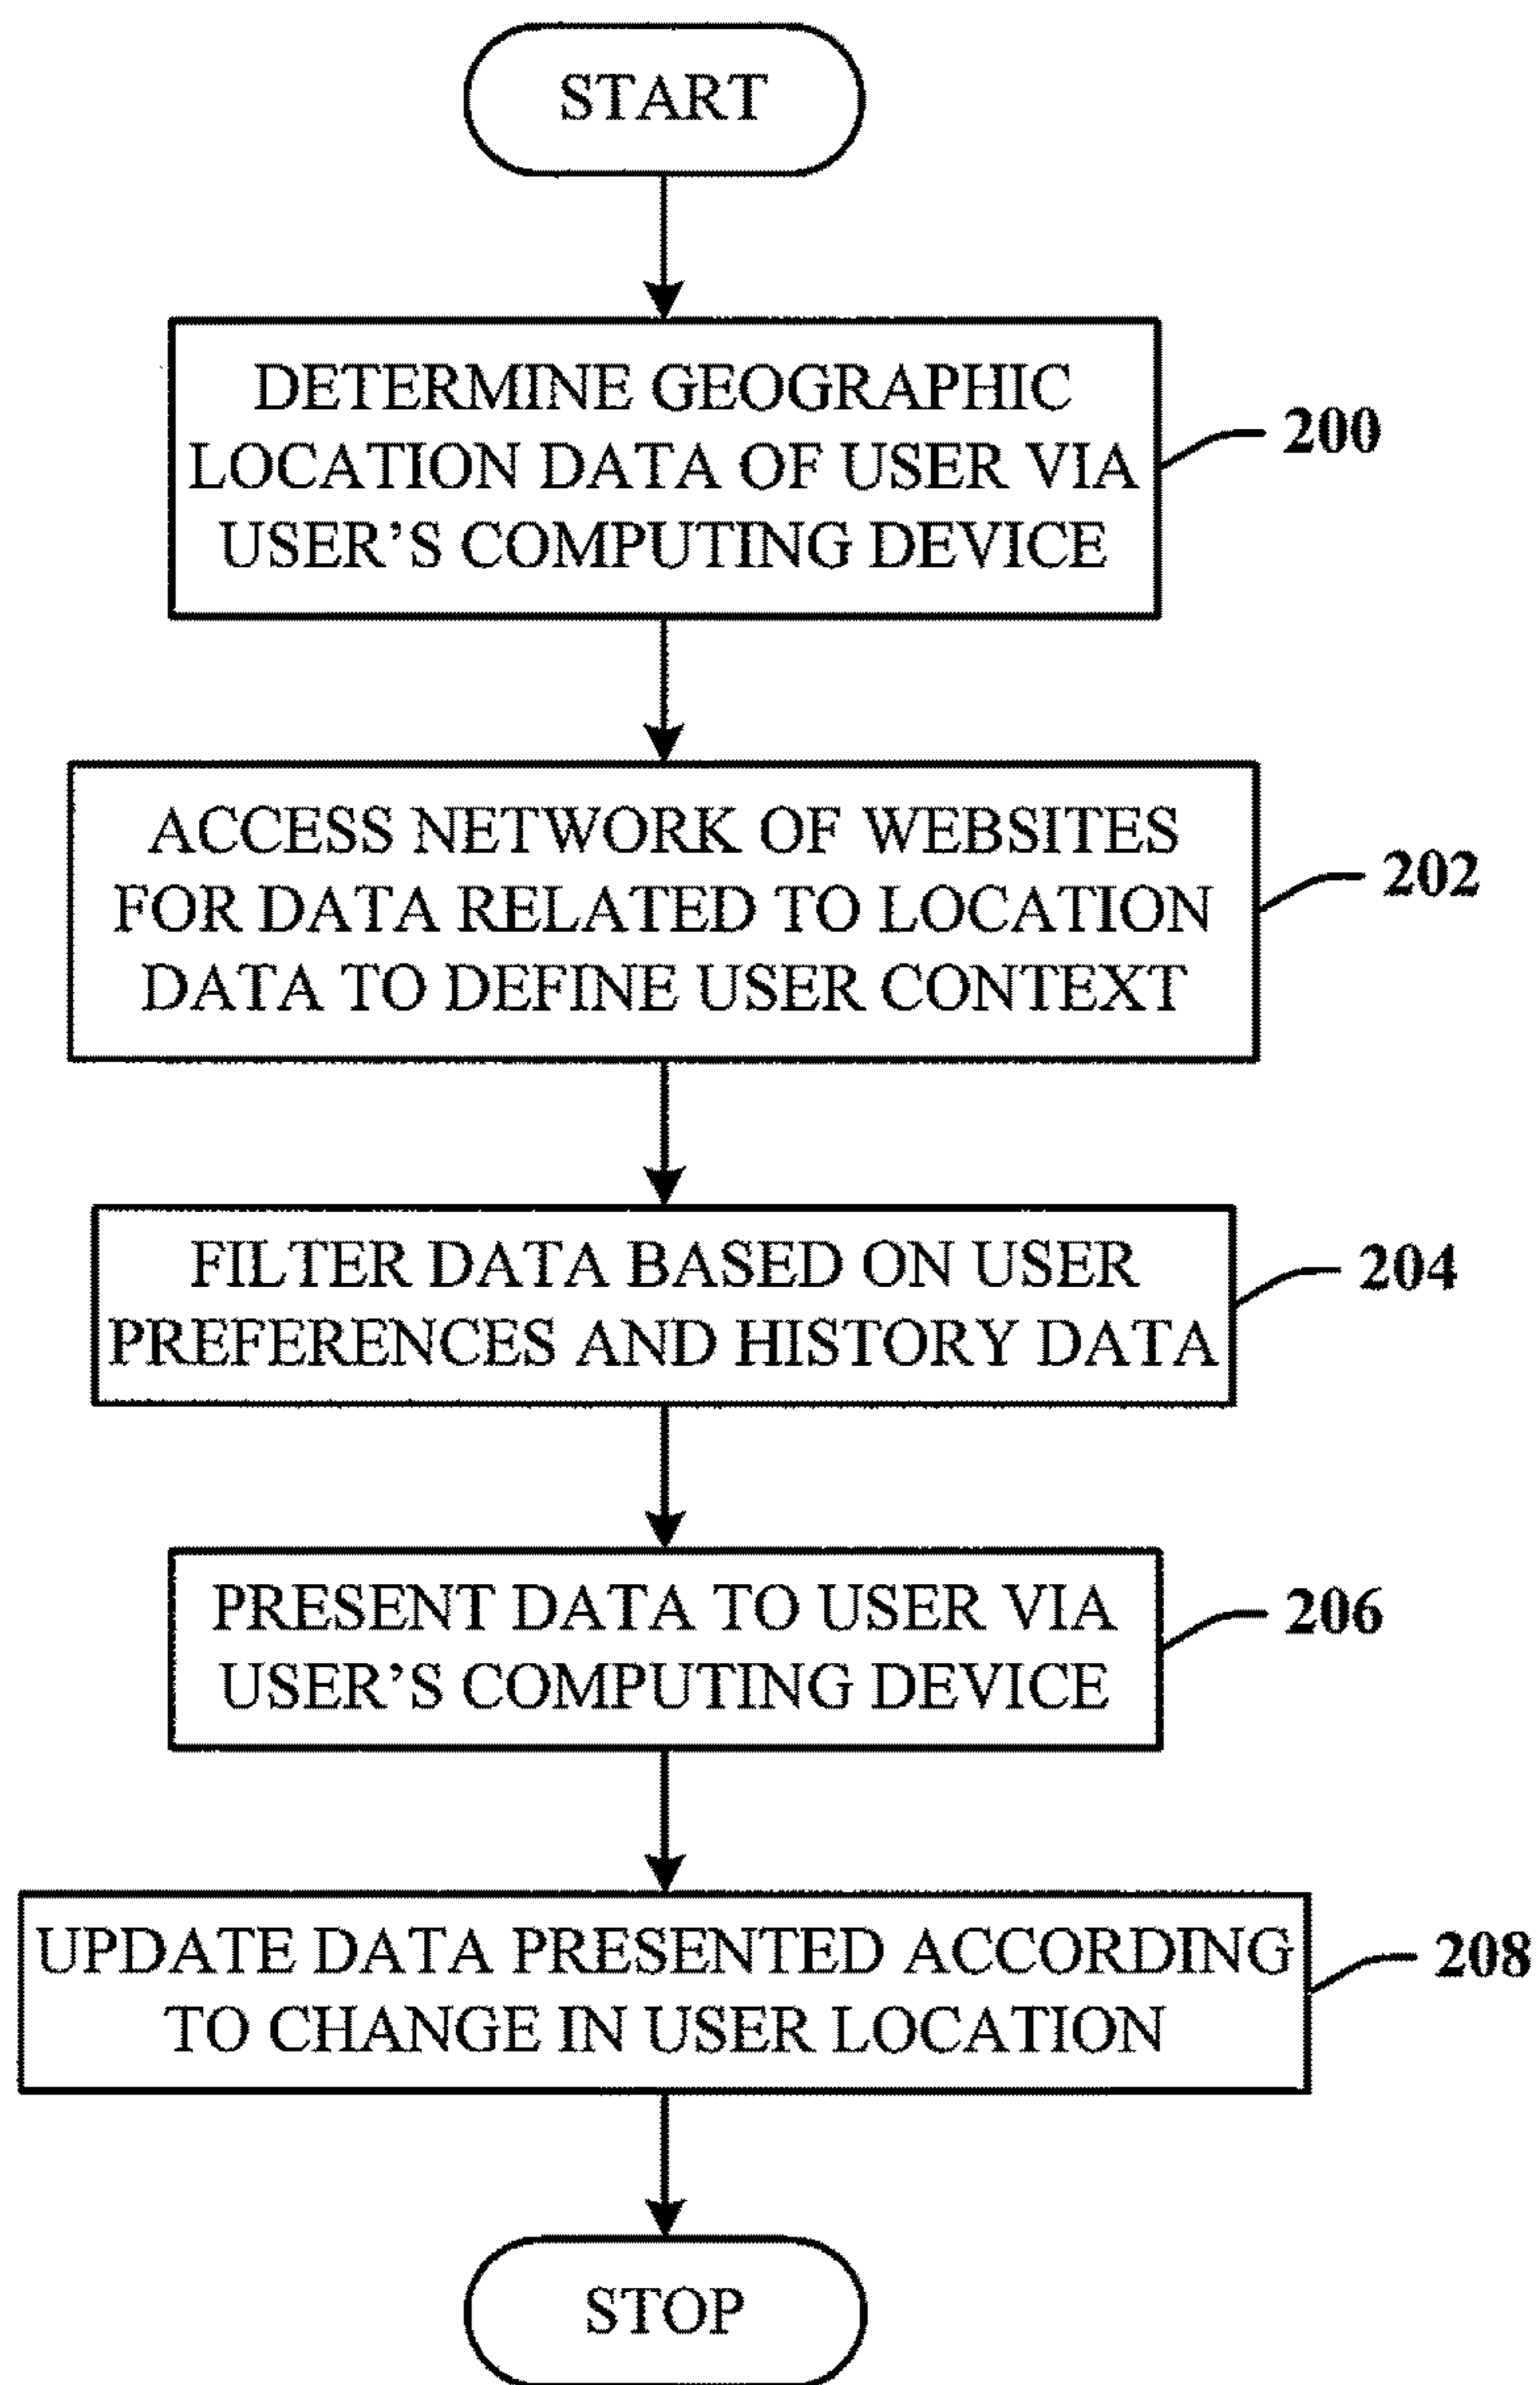 START
DETERMINE GEOGRAPHIC
LOCATION DATA OF USER VIA
USER’S COMPUTING DEVICE
200
ACCESS NETWORK OF WEBSITES
FOR DATA RELATED TO LOCATION
DATA TO DEFINE USER CONTEXT
202
FILTER DATA BASED ON USER
PREFERENCES AND HISTORY DATA
204
PRESENT DATA TO USER VIA
USER’S COMPUTING DEVICE
206
UPDATE DATA PRESENTED ACCORDING
TO CHANGE IN USER LOCATION
208
STOP